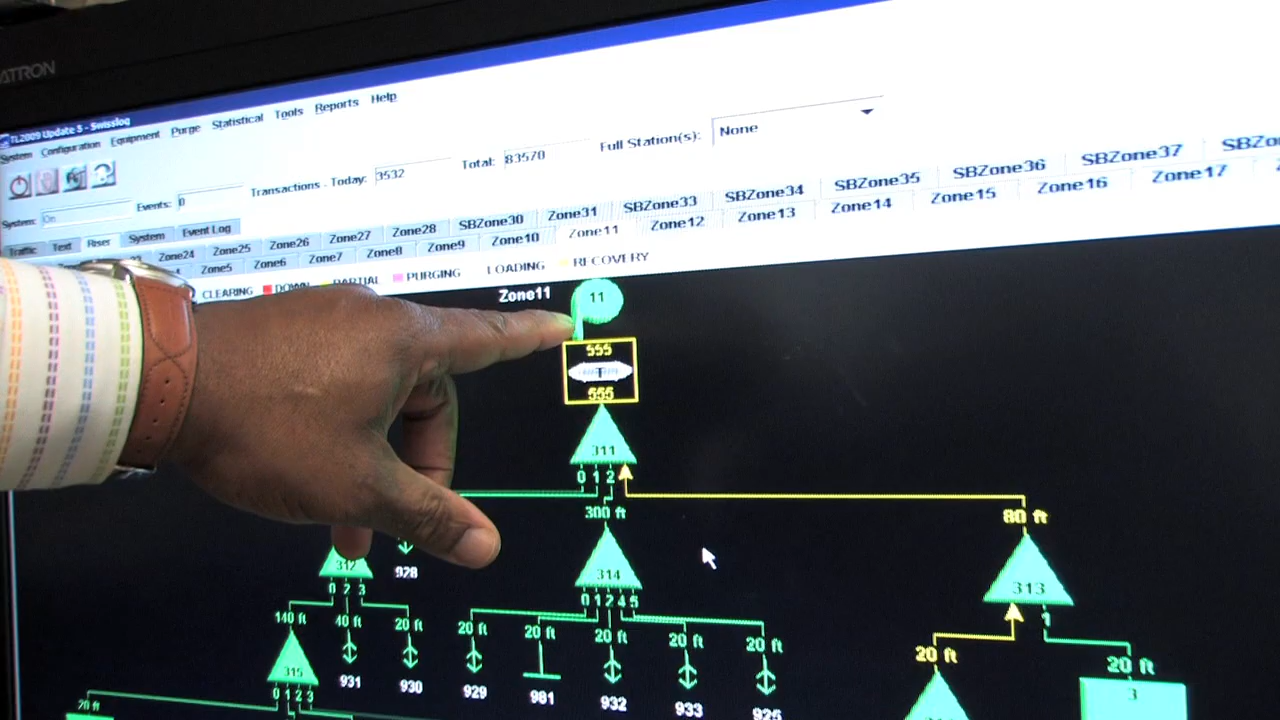 ATRON
TL2009 Update 5 - Swisslog
System Configuration Equipment Purge Statistical Tools Reports Help
System: On Events: 0 Transactions - Today: 3532 Total: 83570 Full Station(s): None
Traffic Text Riser System Event Log
Zone24 Zone25 Zone26 Zone27 Zone28 SBZone30 Zone31 SBZone33 SBZone34 SBZone35 SBZone36 SBZone37
Zone5 Zone6 Zone7 Zone8 Zone9 Zone10 Zone11 Zone12 Zone13 Zone14 Zone15 Zone16 Zone17
CLEARING DOWN PARTIAL PURGING LOADING RECOVERY
Zone11 11
555
T
555
311
0 1 2
300 ft 80 ft
928 312 314 313
0 2 3 0 1 2 4 5 1
140 ft 40 ft 20 ft 20 ft 20 ft 20 ft 20 ft 20 ft 20 ft 20 ft
315 931 930 929 981 932 933 925 3
0 1 2 3
20 ft